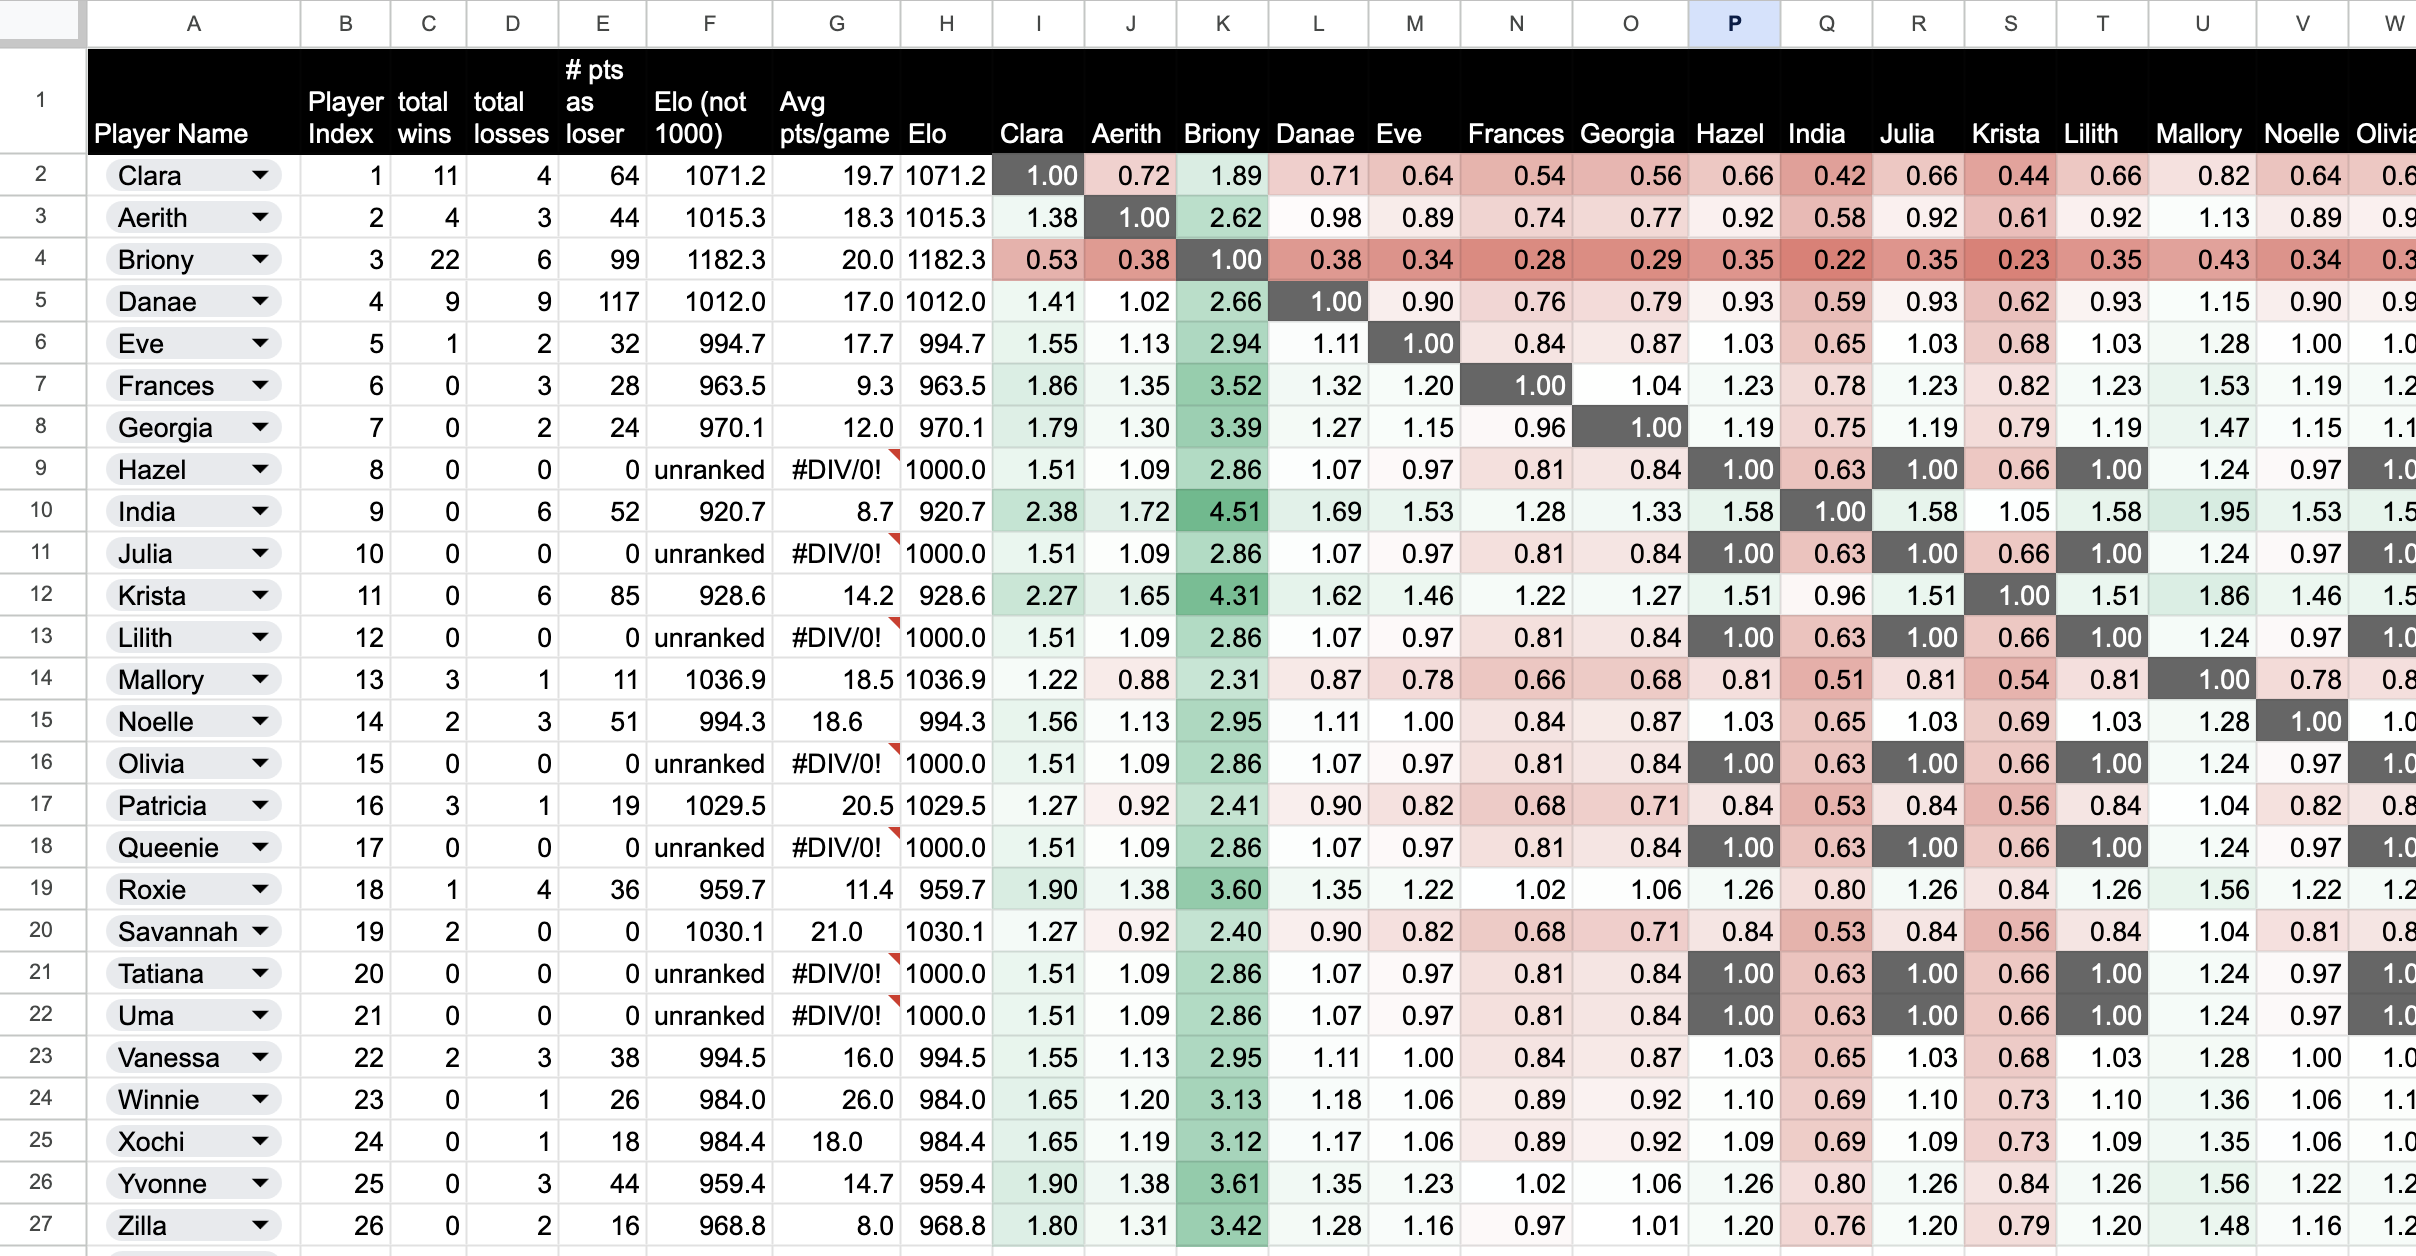 A B C D E F G H I J K L M N O P Q R S T U V W
1 Player Name Player Index total wins total losses # pts as loser Elo (not 1000) Avg pts/game Elo Clara Aerith Briony Danae Eve Frances Georgia Hazel India Julia Krista Lilith Mallory Noelle Olivia
2 Clara 1 11 4 64 1071.2 19.7 1071.2 1.00 0.72 1.89 0.71 0.64 0.54 0.56 0.66 0.42 0.66 0.44 0.66 0.82 0.64 0.6
3 Aerith 2 4 3 44 1015.3 18.3 1015.3 1.38 1.00 2.62 0.98 0.89 0.74 0.77 0.92 0.58 0.92 0.61 0.92 1.13 0.89 0.9
4 Briony 3 22 6 99 1182.3 20.0 1182.3 0.53 0.38 1.00 0.38 0.34 0.28 0.29 0.35 0.22 0.35 0.23 0.35 0.43 0.34 0.3
5 Danae 4 9 9 117 1012.0 17.0 1012.0 1.41 1.02 2.66 1.00 0.90 0.76 0.79 0.93 0.59 0.93 0.62 0.93 1.15 0.90 0.9
6 Eve 5 1 2 32 994.7 17.7 994.7 1.55 1.13 2.94 1.11 1.00 0.84 0.87 1.03 0.65 1.03 0.68 1.03 1.28 1.00 1.0
7 Frances 6 0 3 28 963.5 9.3 963.5 1.86 1.35 3.52 1.32 1.20 1.00 1.04 1.23 0.78 1.23 0.82 1.23 1.53 1.19 1.2
8 Georgia 7 0 2 24 970.1 12.0 970.1 1.79 1.30 3.39 1.27 1.15 0.96 1.00 1.19 0.75 1.19 0.79 1.19 1.47 1.15 1.1
9 Hazel 8 0 0 0 unranked #DIV/0! 1000.0 1.51 1.09 2.86 1.07 0.97 0.81 0.84 1.00 0.63 1.00 0.66 1.00 1.24 0.97 1.0
10 India 9 0 6 52 920.7 8.7 920.7 2.38 1.72 4.51 1.69 1.53 1.28 1.33 1.58 1.00 1.58 1.05 1.58 1.95 1.53 1.5
11 Julia 10 0 0 0 unranked #DIV/0! 1000.0 1.51 1.09 2.86 1.07 0.97 0.81 0.84 1.00 0.63 1.00 0.66 1.00 1.24 0.97 1.0
12 Krista 11 0 6 85 928.6 14.2 928.6 2.27 1.65 4.31 1.62 1.46 1.22 1.27 1.51 0.96 1.51 1.00 1.51 1.86 1.46 1.5
13 Lilith 12 0 0 0 unranked #DIV/0! 1000.0 1.51 1.09 2.86 1.07 0.97 0.81 0.84 1.00 0.63 1.00 0.66 1.00 1.24 0.97 1.0
14 Mallory 13 3 1 11 1036.9 18.5 1036.9 1.22 0.88 2.31 0.87 0.78 0.66 0.68 0.81 0.51 0.81 0.54 0.81 1.00 0.78 0.8
15 Noelle 14 2 3 51 994.3 18.6 994.3 1.56 1.13 2.95 1.11 1.00 0.84 0.87 1.03 0.65 1.03 0.69 1.03 1.28 1.00 1.0
16 Olivia 15 0 0 0 unranked #DIV/0! 1000.0 1.51 1.09 2.86 1.07 0.97 0.81 0.84 1.00 0.63 1.00 0.66 1.00 1.24 0.97 1.0
17 Patricia 16 3 1 19 1029.5 20.5 1029.5 1.27 0.92 2.41 0.90 0.82 0.68 0.71 0.84 0.53 0.84 0.56 0.84 1.04 0.82 0.8
18 Queenie 17 0 0 0 unranked #DIV/0! 1000.0 1.51 1.09 2.86 1.07 0.97 0.81 0.84 1.00 0.63 1.00 0.66 1.00 1.24 0.97 1.0
19 Roxie 18 1 4 36 959.7 11.4 959.7 1.90 1.38 3.60 1.35 1.22 1.02 1.06 1.26 0.80 1.26 0.84 1.26 1.56 1.22 1.2
20 Savannah 19 2 0 0 1030.1 21.0 1030.1 1.27 0.92 2.40 0.90 0.82 0.68 0.71 0.84 0.53 0.84 0.56 0.84 1.04 0.81 0.8
21 Tatiana 20 0 0 0 unranked #DIV/0! 1000.0 1.51 1.09 2.86 1.07 0.97 0.81 0.84 1.00 0.63 1.00 0.66 1.00 1.24 0.97 1.0
22 Uma 21 0 0 0 unranked #DIV/0! 1000.0 1.51 1.09 2.86 1.07 0.97 0.81 0.84 1.00 0.63 1.00 0.66 1.00 1.24 0.97 1.0
23 Vanessa 22 2 3 38 994.5 16.0 994.5 1.55 1.13 2.95 1.11 1.00 0.84 0.87 1.03 0.65 1.03 0.68 1.03 1.28 1.00 1.0
24 Winnie 23 0 1 26 984.0 26.0 984.0 1.65 1.20 3.13 1.18 1.06 0.89 0.92 1.10 0.69 1.10 0.73 1.10 1.36 1.06 1.1
25 Xochi 24 0 1 18 984.4 18.0 984.4 1.65 1.19 3.12 1.17 1.06 0.89 0.92 1.09 0.69 1.09 0.73 1.09 1.35 1.06 1.0
26 Yvonne 25 0 3 44 959.4 14.7 959.4 1.90 1.38 3.61 1.35 1.23 1.02 1.06 1.26 0.80 1.26 0.84 1.26 1.56 1.22 1.2
27 Zilla 26 0 2 16 968.8 8.0 968.8 1.80 1.31 3.42 1.28 1.16 0.97 1.01 1.20 0.76 1.20 0.79 1.20 1.48 1.16 1.2